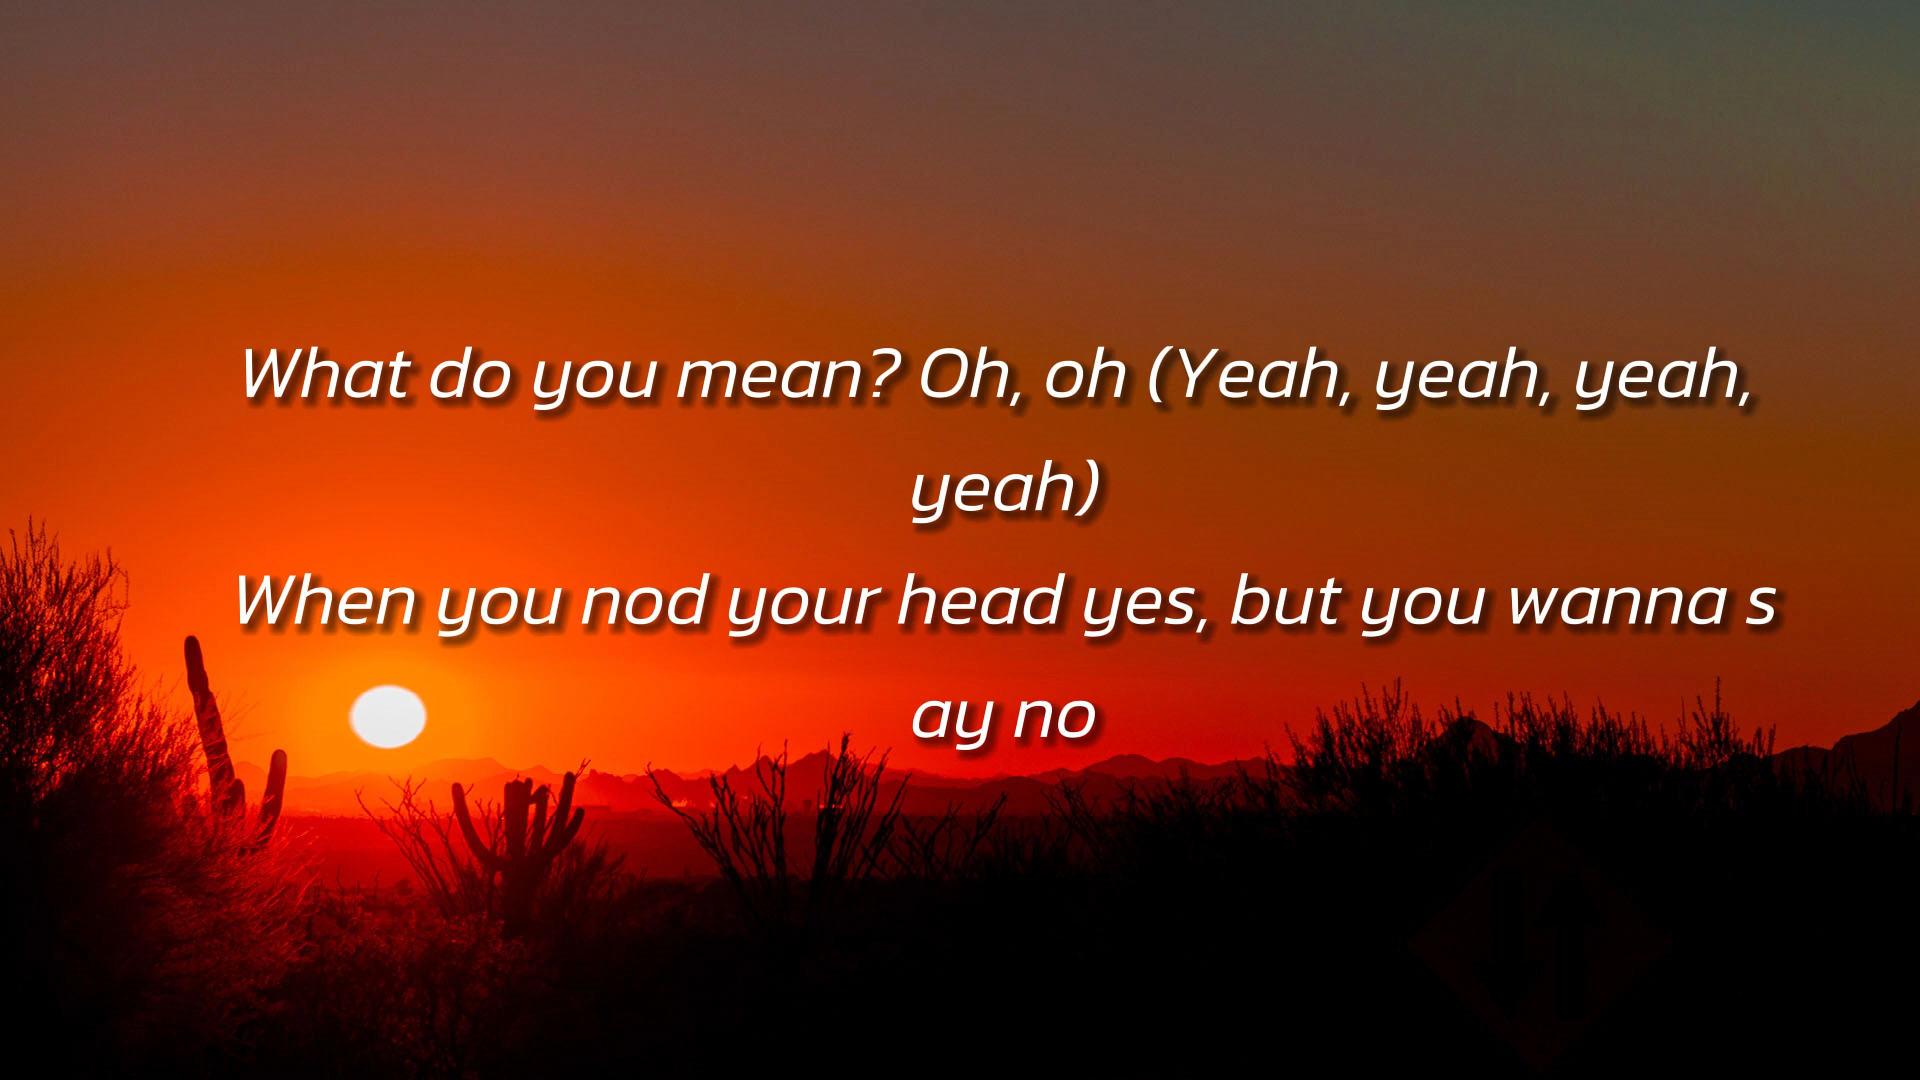 What do you mean? Oh, oh (Yeah, yeah, yeah,
yeah)
When you nod your head yes, but you wanna s
ay no